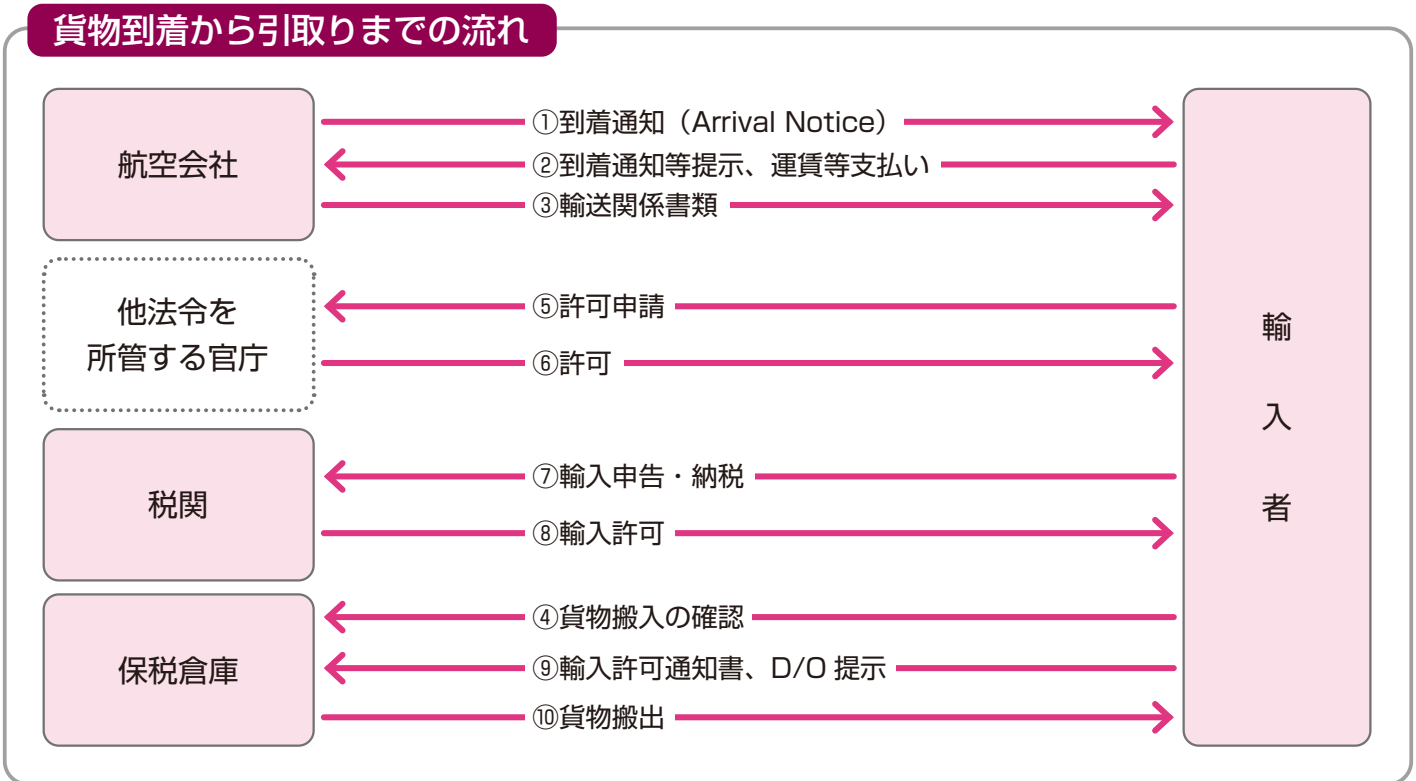 貨物到着から引取りまでの流れ
航空会社
①到着通知（Arrival Notice）
②到着通知等提示、運賃等支払い
③輸送関係書類
他法令を
所管する官庁
⑤許可申請
⑥許可
税関
⑦輸入申告・納税
⑧輸入許可
保税倉庫
④貨物搬入の確認
⑨輸入許可通知書、D/O 提示
⑩貨物搬出
輸入者